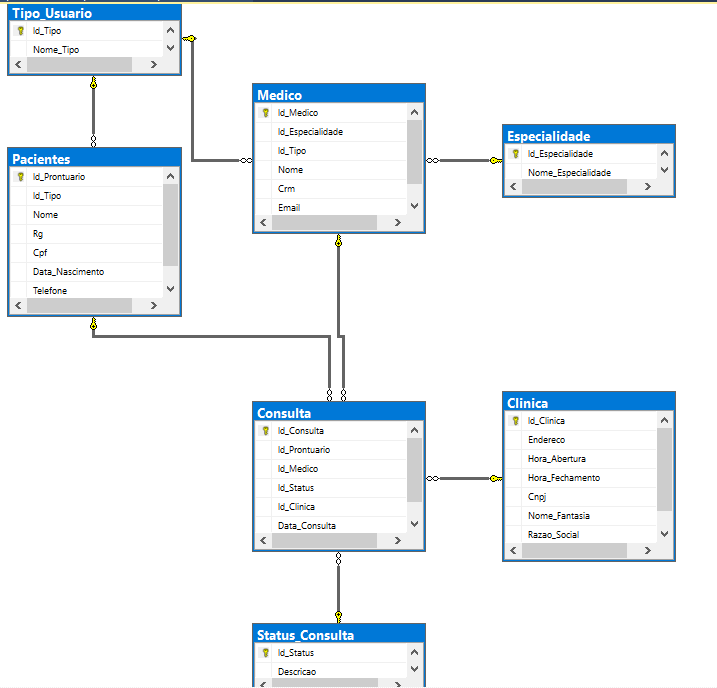 Tipo_Usuario
Id_Tipo
Nome_Tipo
Medico
Id_Medico
Id_Especialidade
Id_Tipo
Nome
Crm
Email
Especialidade
Id_Especialidade
Nome_Especialidade
Pacientes
Id_Prontuario
Id_Tipo
Nome
Rg
Cpf
Data_Nascimento
Telefone
Consulta
Id_Consulta
Id_Prontuario
Id_Medico
Id_Status
Id_Clinica
Data_Consulta
Clinica
Id_Clinica
Endereco
Hora_Abertura
Hora_Fechamento
Cnpj
Nome_Fantasia
Razao_Social
Status_Consulta
Id_Status
Descricao